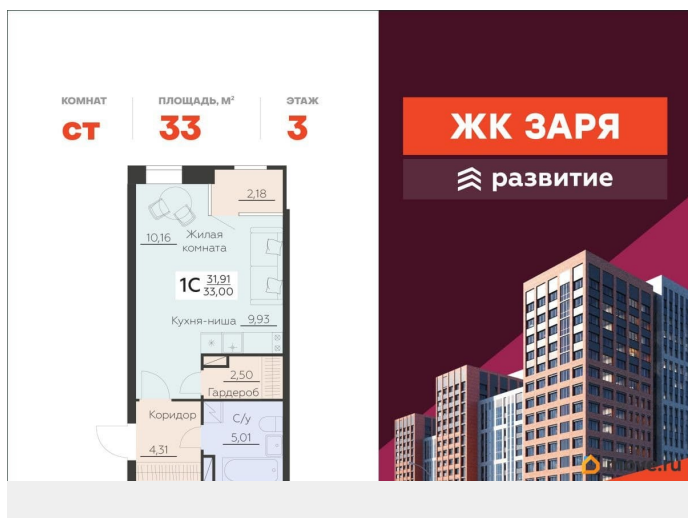 КОМНАТ
ПЛОЩАДЬ, М²
ЭТАЖ
СТ
33
3
ЖК ЗАРЯ
развитие
2,18
10,16
Жилая
комната
1С
31,91
33,00
Кухня-ниша
9,93
2,50
Гардероб
Коридор
С/у
4,31
5,01